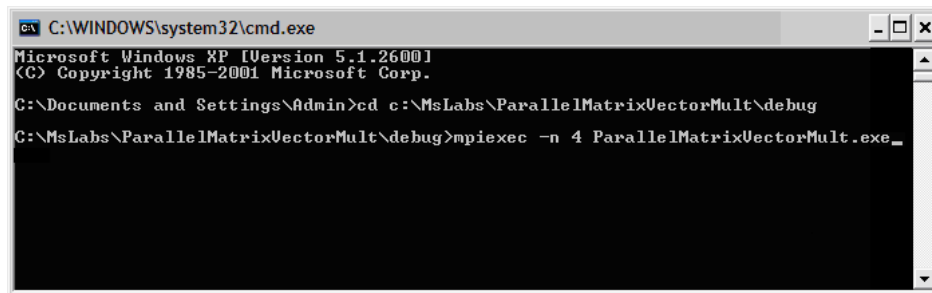 C:\WINDOWS\system32\cmd.exe
Microsoft Windows XP [Version 5.1.2600]
(C) Copyright 1985-2001 Microsoft Corp.
C:\Documents and Settings\Admin>cd c:\MsLabs\ParallelMatrixVectorMult\debug
C:\MsLabs\ParallelMatrixVectorMult\debug>mpiexec -n 4 ParallelMatrixVectorMult.exe_